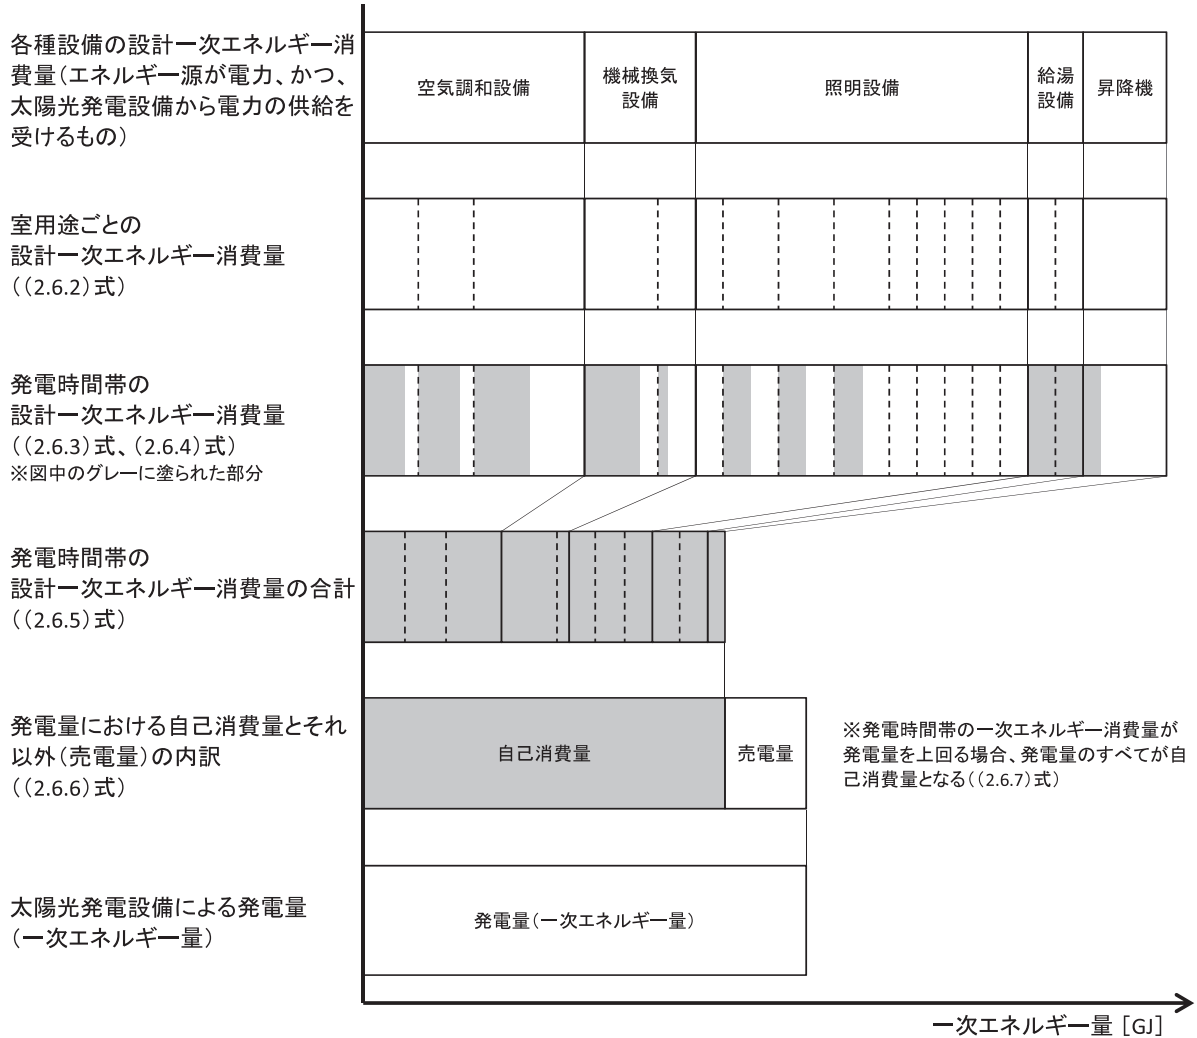 各種設備の設計一次エネルギー消
費量（エネルギー源が電力、かつ、
太陽光発電設備から電力の供給を
受けるもの）
空気調和設備
機械換気
設備
照明設備
給湯
設備
昇降機
室用途ごとの
設計一次エネルギー消費量
（(2.6.2)式）
発電時間帯の
設計一次エネルギー消費量
（(2.6.3)式、(2.6.4)式）
※図中のグレーに塗られた部分
発電時間帯の
設計一次エネルギー消費量の合計
（(2.6.5)式）
発電量における自己消費量とそれ
以外（売電量）の内訳
（(2.6.6)式）
自己消費量
売電量
※発電時間帯の一次エネルギー消費量が
発電量を上回る場合、発電量のすべてが自
己消費量となる（(2.6.7)式）
太陽光発電設備による発電量
（一次エネルギー量）
発電量（一次エネルギー量）
一次エネルギー量［GJ］